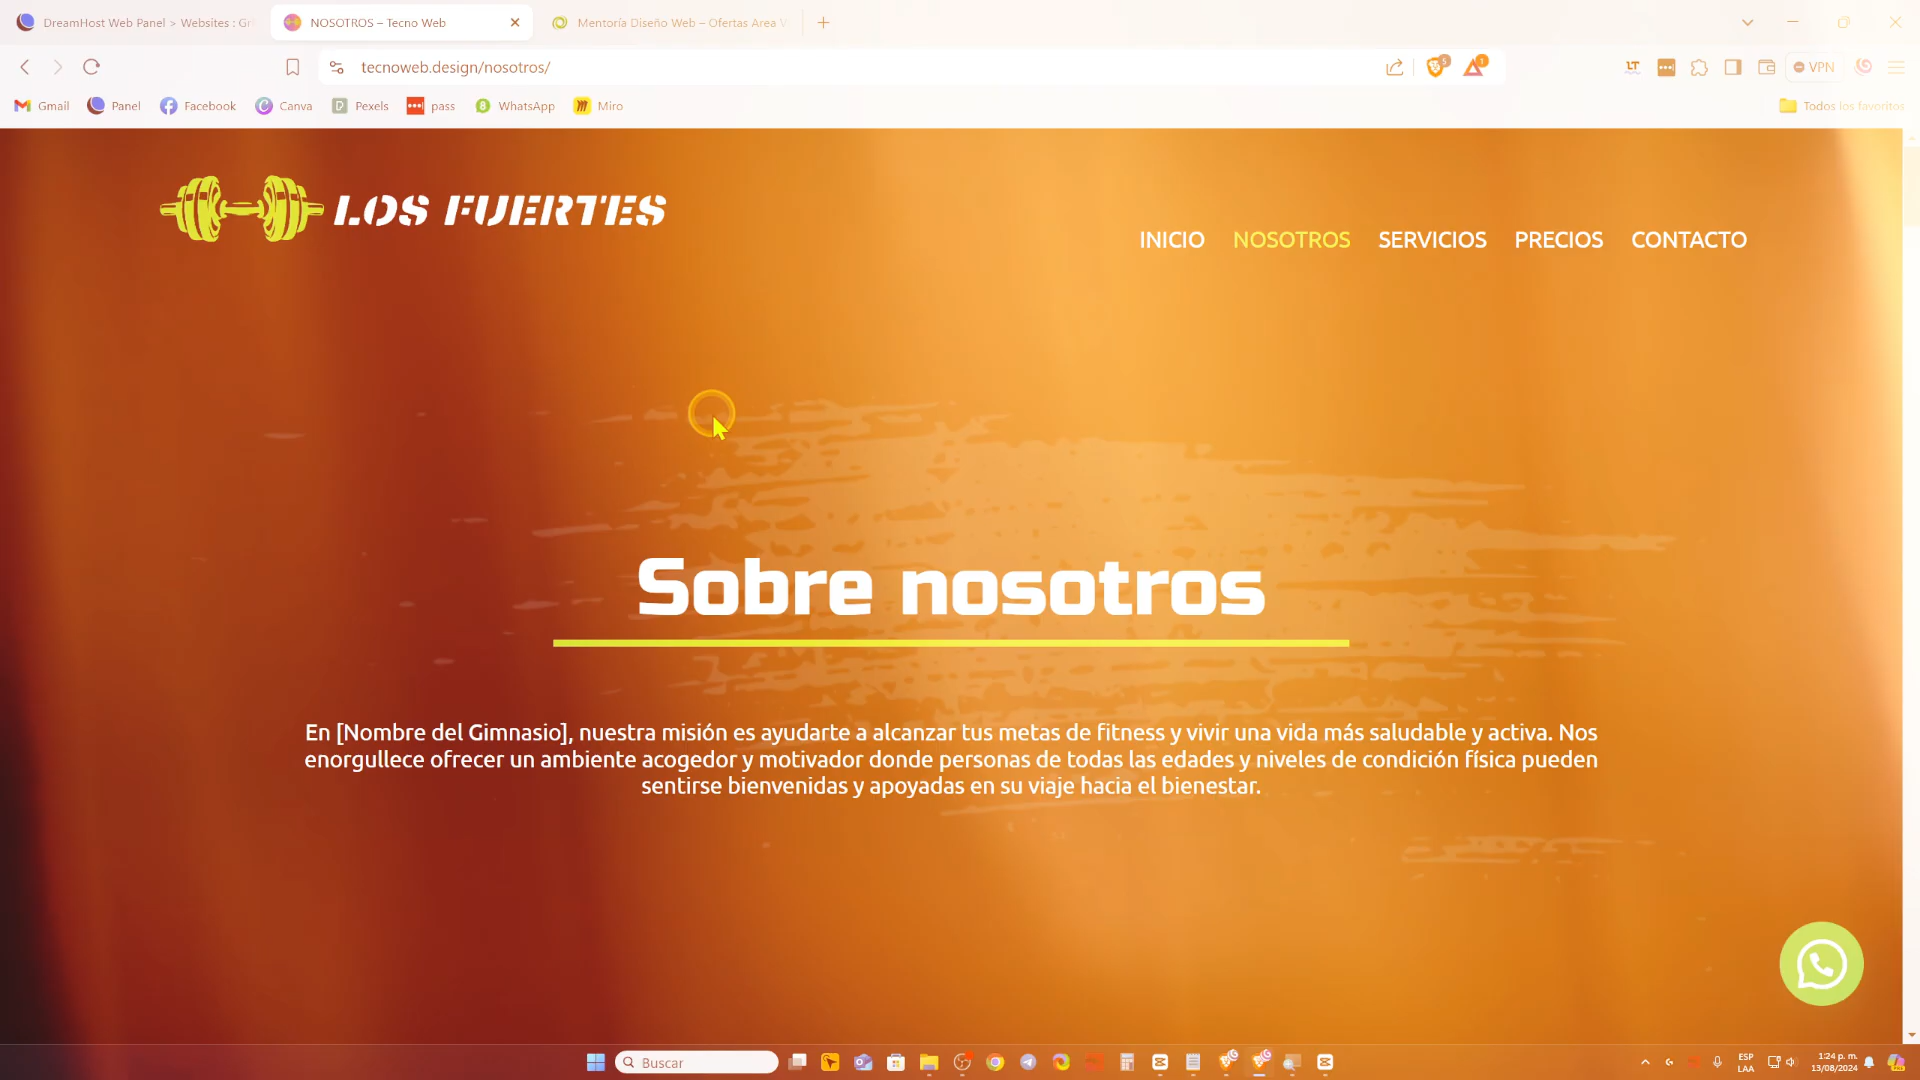 DreamHost Web Panel > Websites : Gr
NOSOTROS – Tecno Web
Mentoría Diseño Web – Ofertas Area V
tecnoweb.design/nosotros/
5
1
LT
VPN
Gmail
Panel
Facebook
Canva
Pexels
pass
8
WhatsApp
Miro
Todos los favoritos
LOS FUERTES
INICIO
NOSOTROS
SERVICIOS
PRECIOS
CONTACTO
Sobre nosotros
En [Nombre del Gimnasio], nuestra misión es ayudarte a alcanzar tus metas de fitness y vivir una vida más saludable y activa. Nos
enorgullece ofrecer un ambiente acogedor y motivador donde personas de todas las edades y niveles de condición física pueden
sentirse bienvenidas y apoyadas en su viaje hacia el bienestar.
Buscar
ESP
LAA
1:24 p. m.
13/08/2024